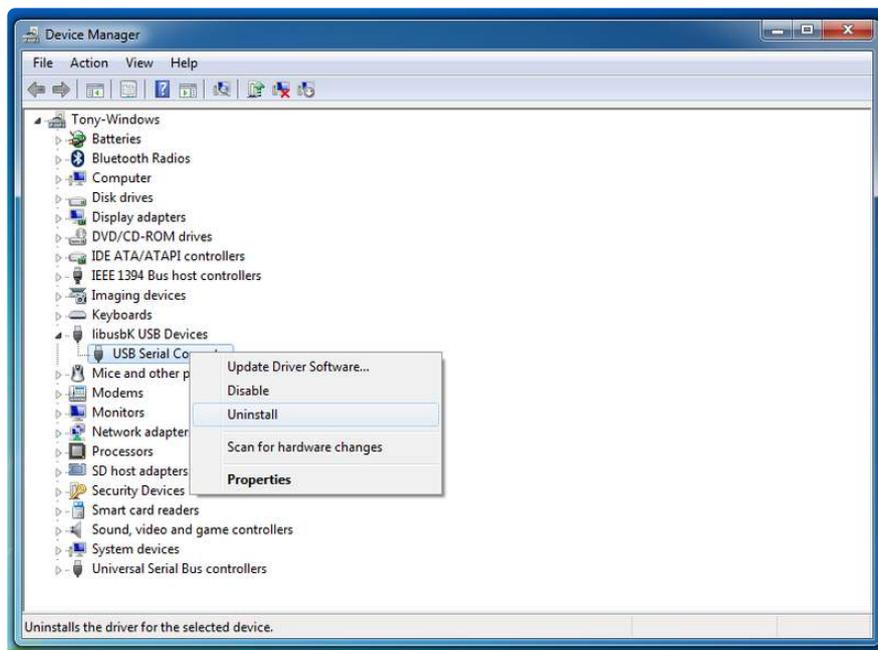 Device Manager
File Action View Help
Tony-Windows
Batteries
Bluetooth Radios
Computer
Disk drives
Display adapters
DVD/CD-ROM drives
IDE ATA/ATAPI controllers
IEEE 1394 Bus host controllers
Imaging devices
Keyboards
libusbK USB Devices
USB Serial
Update Driver Software...
Mice and other
Disable
Modems
Monitors
Uninstall
Network adapter
Processors
Scan for hardware changes
SD host adapters
Properties
Security Devices
Smart card readers
Sound, video and game controllers
System devices
Universal Serial Bus controllers
Uninstalls the driver for the selected device.